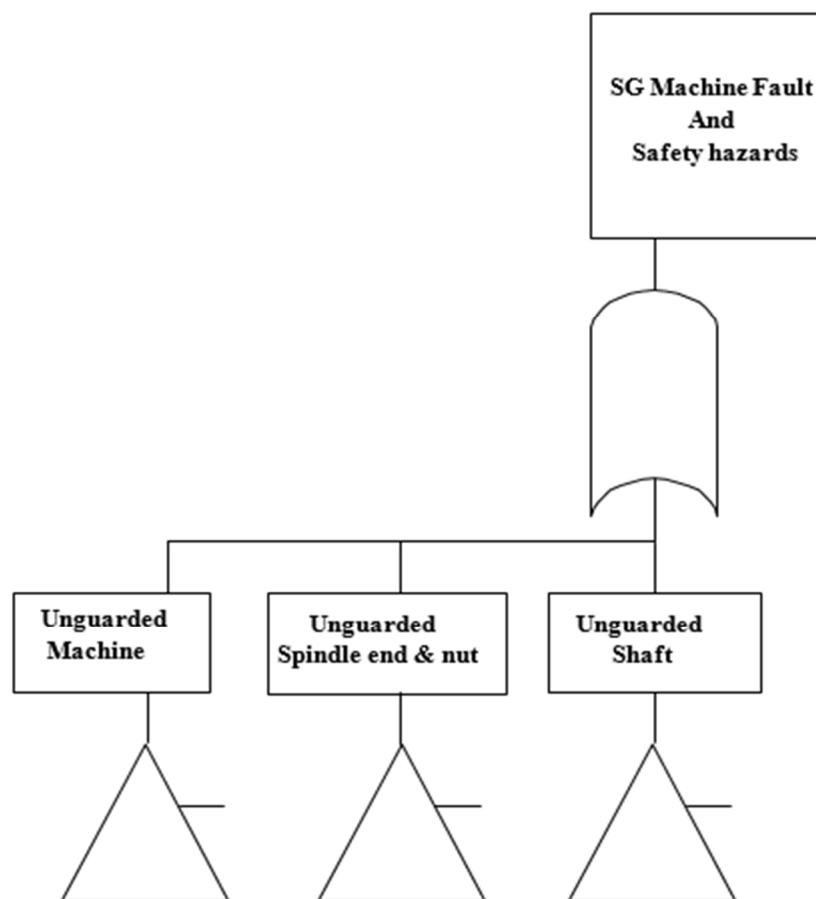 SG Machine Fault
And
Safety hazards
Unguarded
Machine
Unguarded
Spindle end & nut
Unguarded
Shaft